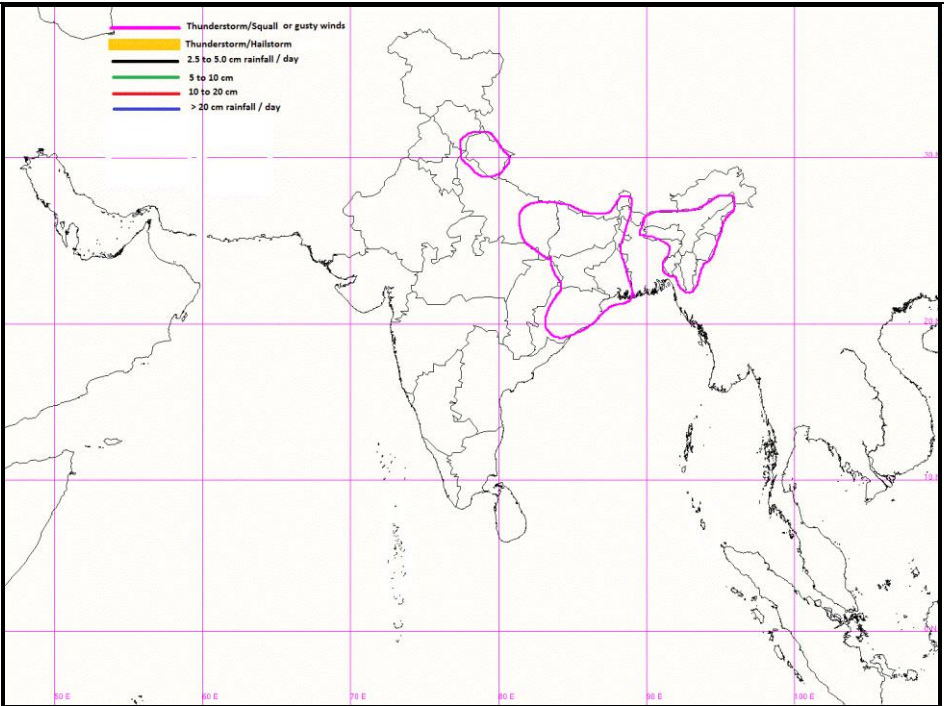 Thunderstorm/Squall or gusty winds
Thunderstorm/Hailstorm
2.5 to 5.0 cm rainfall / day
5 to 10 cm
10 to 20 cm
> 20 cm rainfall / day
30 N
20 N
10 N
0 N
50 E 60 E 70 E 80 E 90 E 100 E